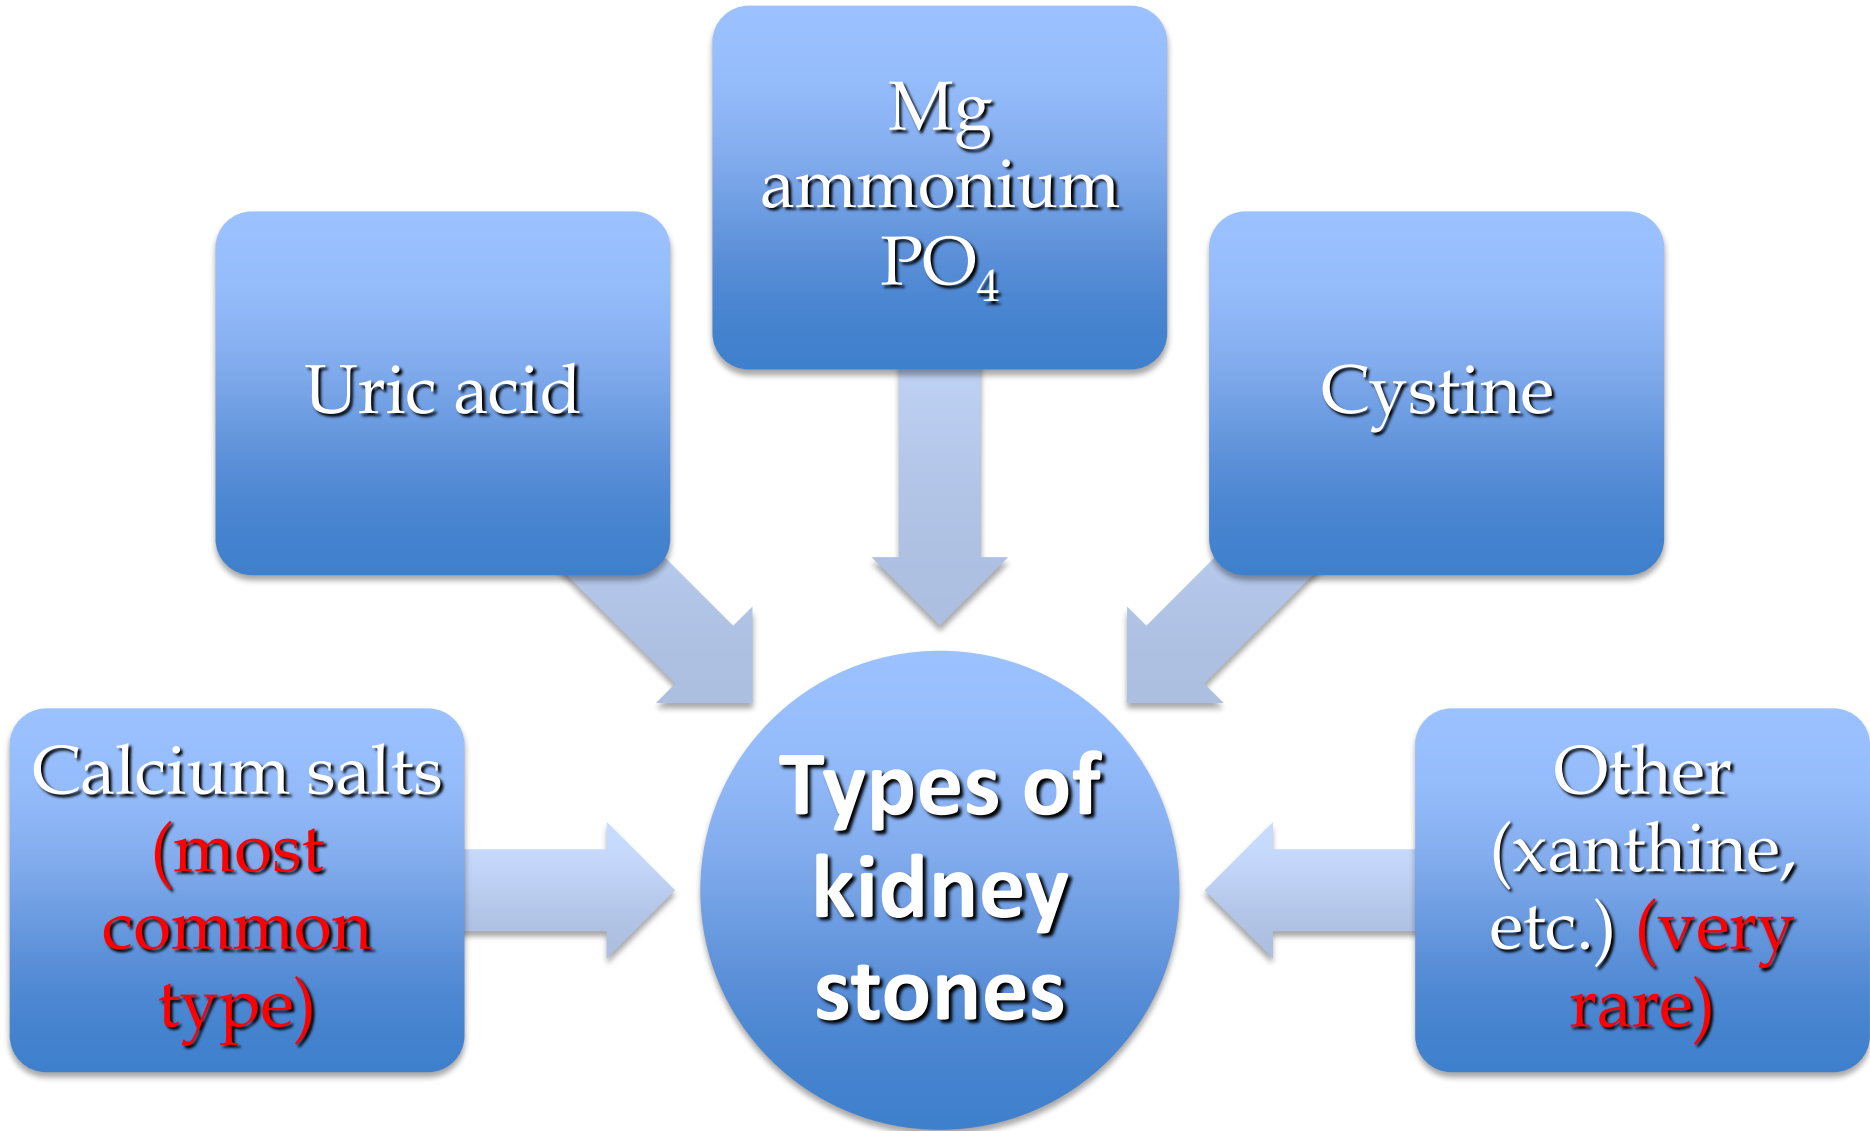 Mg
ammonium
PO₄
Uric acid
Cystine
Calcium salts
(most
common
type)
Types of
kidney
stones
Other
(xanthine,
etc.) (very
rare)